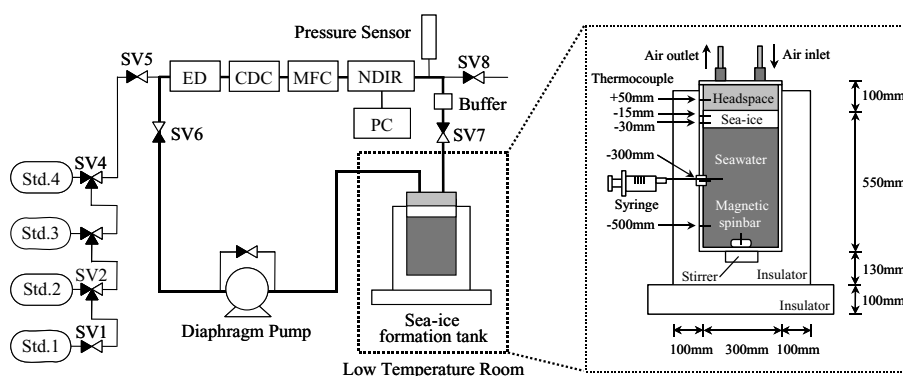 Pressure Sensor
SV5
ED
CDC
MFC
NDIR
SV8
PC
Buffer
SV6
SV7
SV4
Std.4
Std.3
SV2
Std.2
SV1
Std.1
Diaphragm Pump
Sea-ice
formation tank
Low Temperature Room
Air outlet
Air inlet
Thermocouple
+50mm
-15mm
-30mm
-300mm
-500mm
Headspace
Sea-ice
Seawater
Magnetic
spinbar
Syringe
Stirrer
Insulator
Insulator
100mm
550mm
130mm
100mm
100mm
300mm
100mm